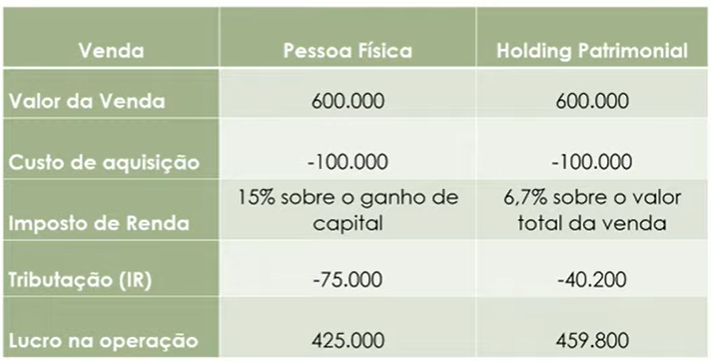 Venda Pessoa Física Holding Patrimonial
Valor da Venda 600.000 600.000
Custo de aquisição -100.000 -100.000
Imposto de Renda 15% sobre o ganho de capital 6,7% sobre o valor total da venda
Tributação (IR) -75.000 -40.200
Lucro na operação 425.000 459.800